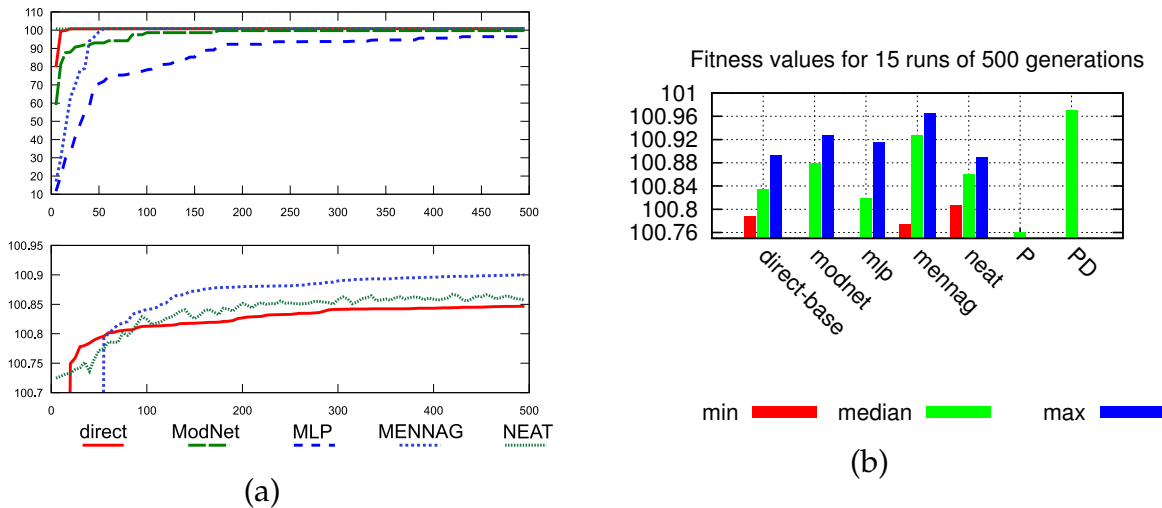 110
100
90
80
70
60
50
40
30
20
10
0 50 100 150 200 250 300 350 400 450 500
100.95
100.9
100.85
100.8
100.75
100.7
0 100 200 300 400 500
direct ModNet MLP MENNAG NEAT
(a)
Fitness values for 15 runs of 500 generations
101
100.96
100.92
100.88
100.84
100.8
100.76
direct-base
modnet
mlp
mennag
neat
P
PD
min median max
(b)